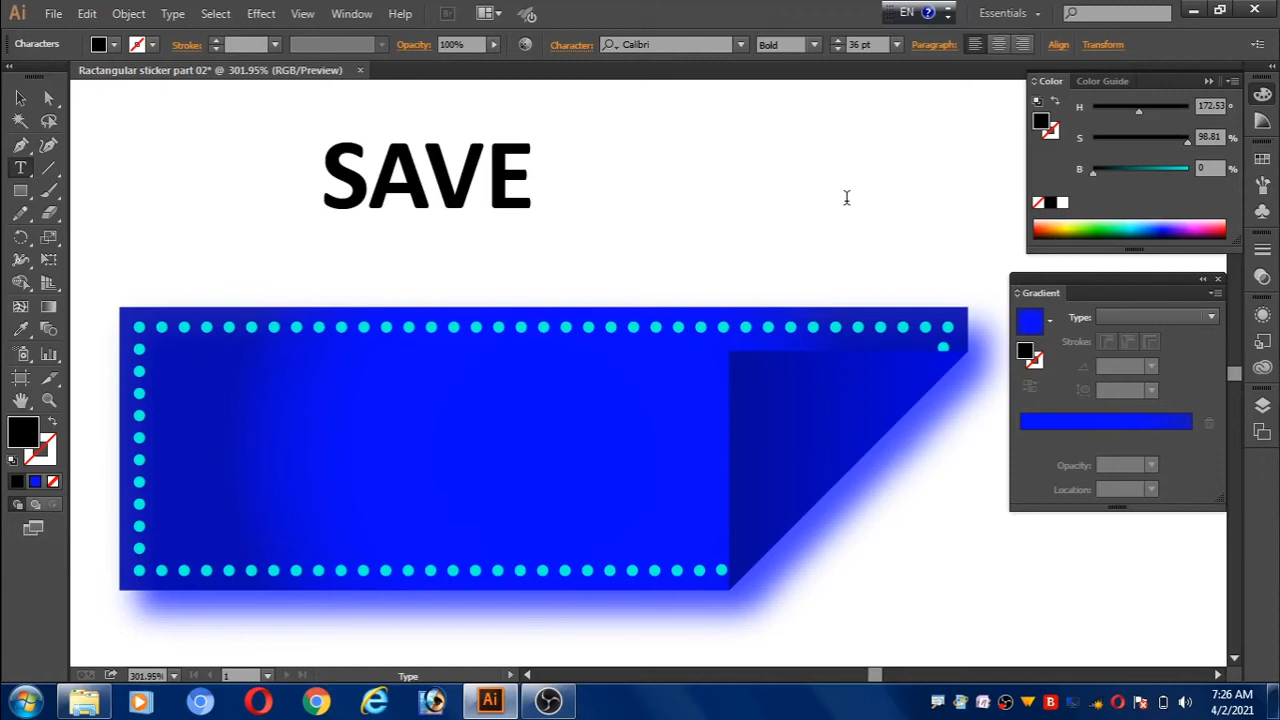 Ai File Edit Object Type Select Effect View Window Help Br EN ? Essentials
Characters Stroke: Opacity: 100% Character: Calibri Bold 36 pt Paragraph: Align Transform
Ractangular sticker part 02* @ 301.95% (RGB/Preview) ×
Color Color Guide
H 172.53 °
S 98.81 %
B 0 %
SAVE
Gradient
Type:
Stroke:
Opacity:
Location:
301.95% 1 Type
Ai B 7:26 AM
4/2/2021